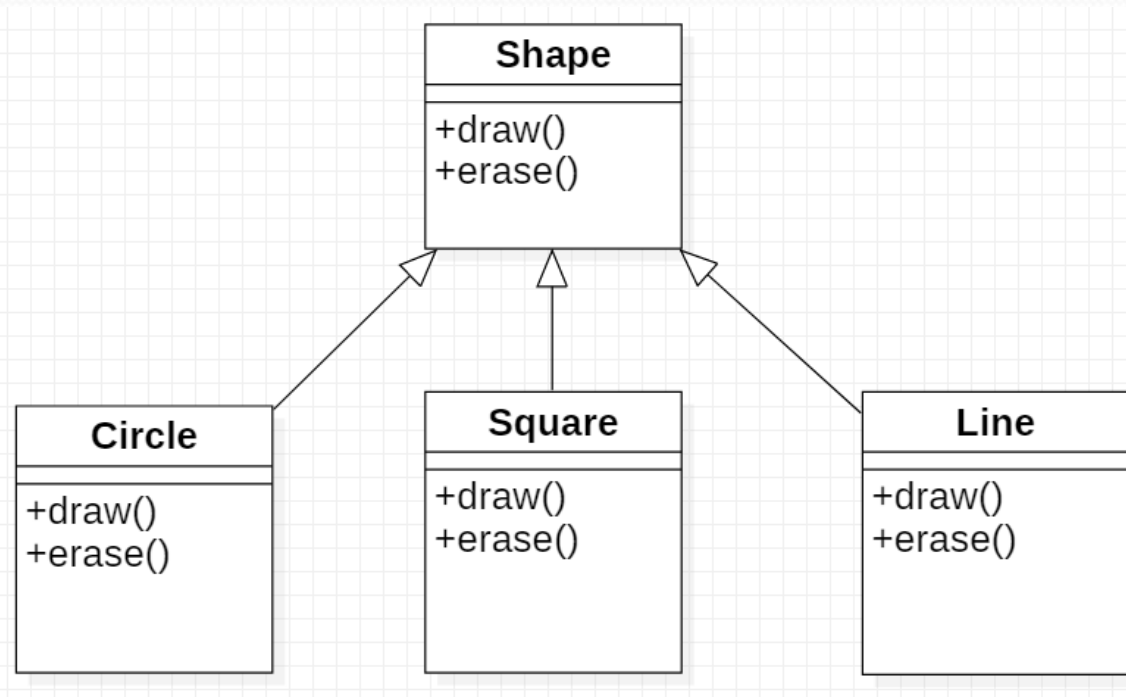 Shape
+draw()
+erase()
Circle
+draw()
+erase()
Square
+draw()
+erase()
Line
+draw()
+erase()